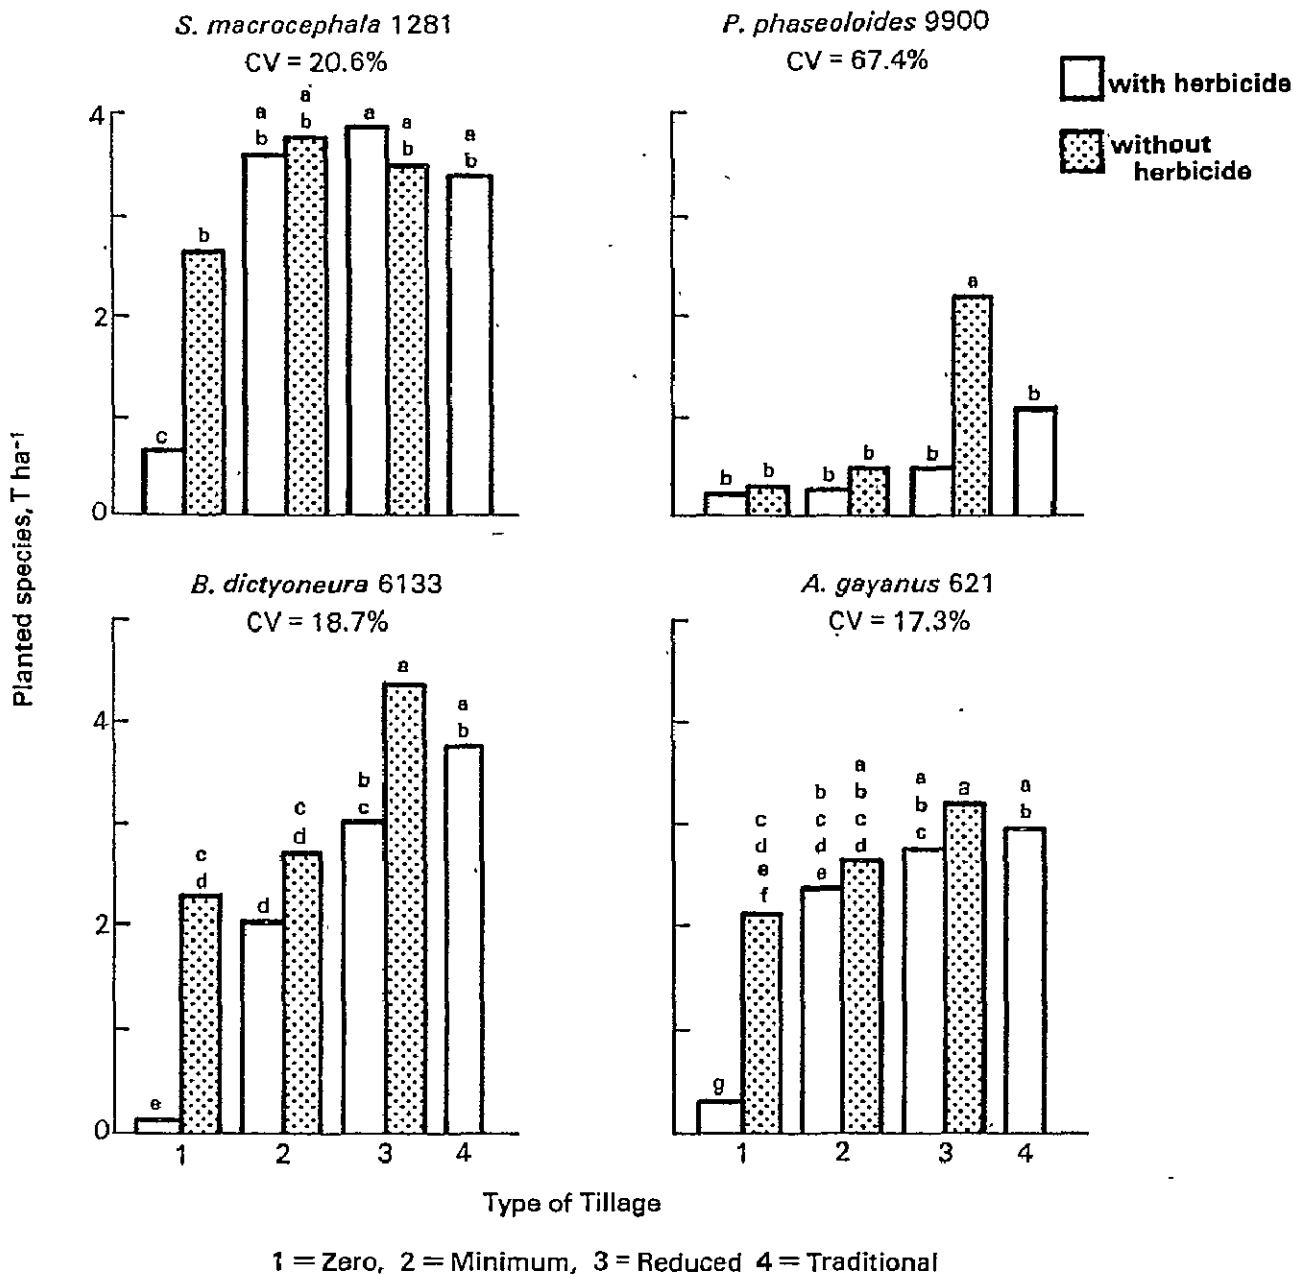 S. macrocephala 1281
CV = 20.6%
P. phaseoloides 9900
CV = 67.4%
with herbicide
without
herbicide
Planted species, T ha⁻¹
4
2
0
c
b
a
b
a
b
a
a
b
a
b
b
b
b
b
b
a
b
B. dictyoneura 6133
CV = 18.7%
A. gayanus 621
CV = 17.3%
4
2
0
e
c
d
d
c
d
b
c
a
a
b
g
c
d
e
f
b
c
d
e
a
b
c
d
a
b
c
a
a
b
1 2 3 4
1 2 3 4
Type of Tillage
1 = Zero, 2 = Minimum, 3 = Reduced 4 = Traditional